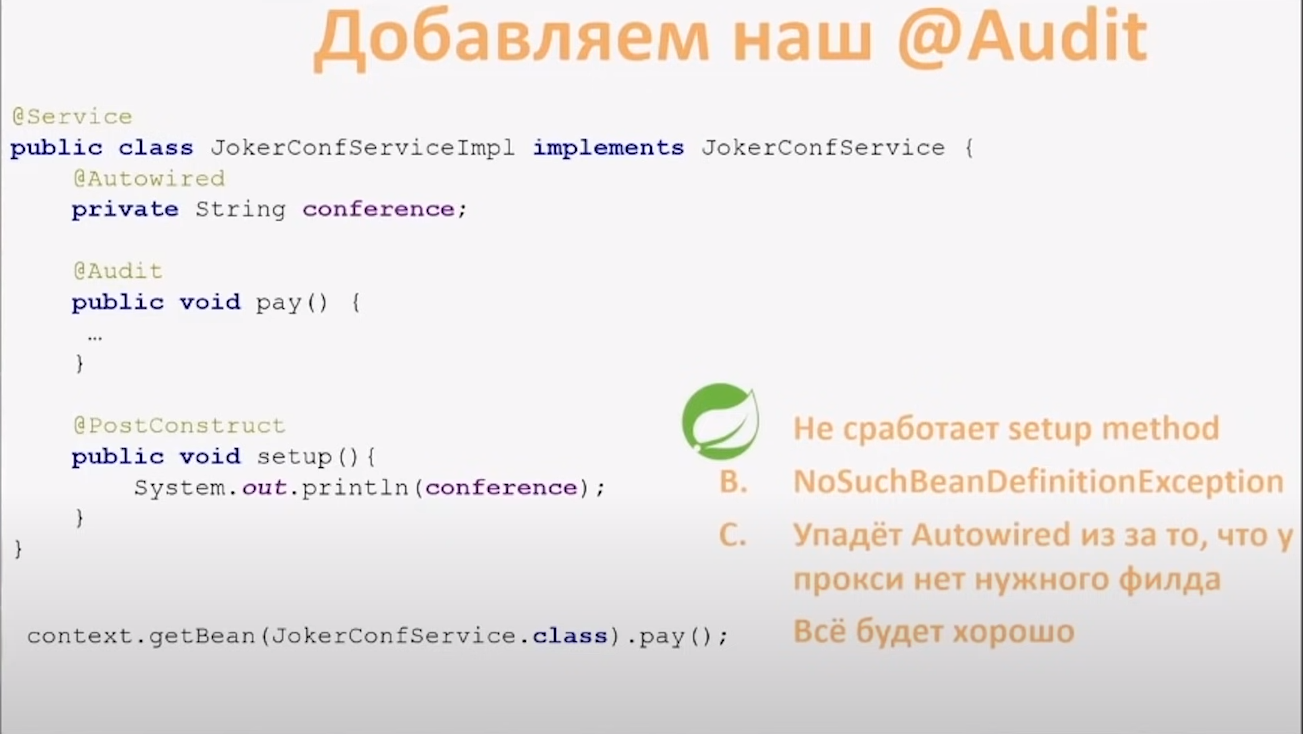 Добавляем наш @Audit
@Service
public class JokerConfServiceImpl implements JokerConfService {
@Autowired
private String conference;
@Audit
public void pay() {
…
}
@PostConstruct
public void setup(){
System.out.println(conference);
}
}
context.getBean(JokerConfService.class).pay();
Не сработает setup method
B. NoSuchBeanDefinitionException
C. Упадёт Autowired из за то, что у
прокси нет нужного филда
Всё будет хорошо